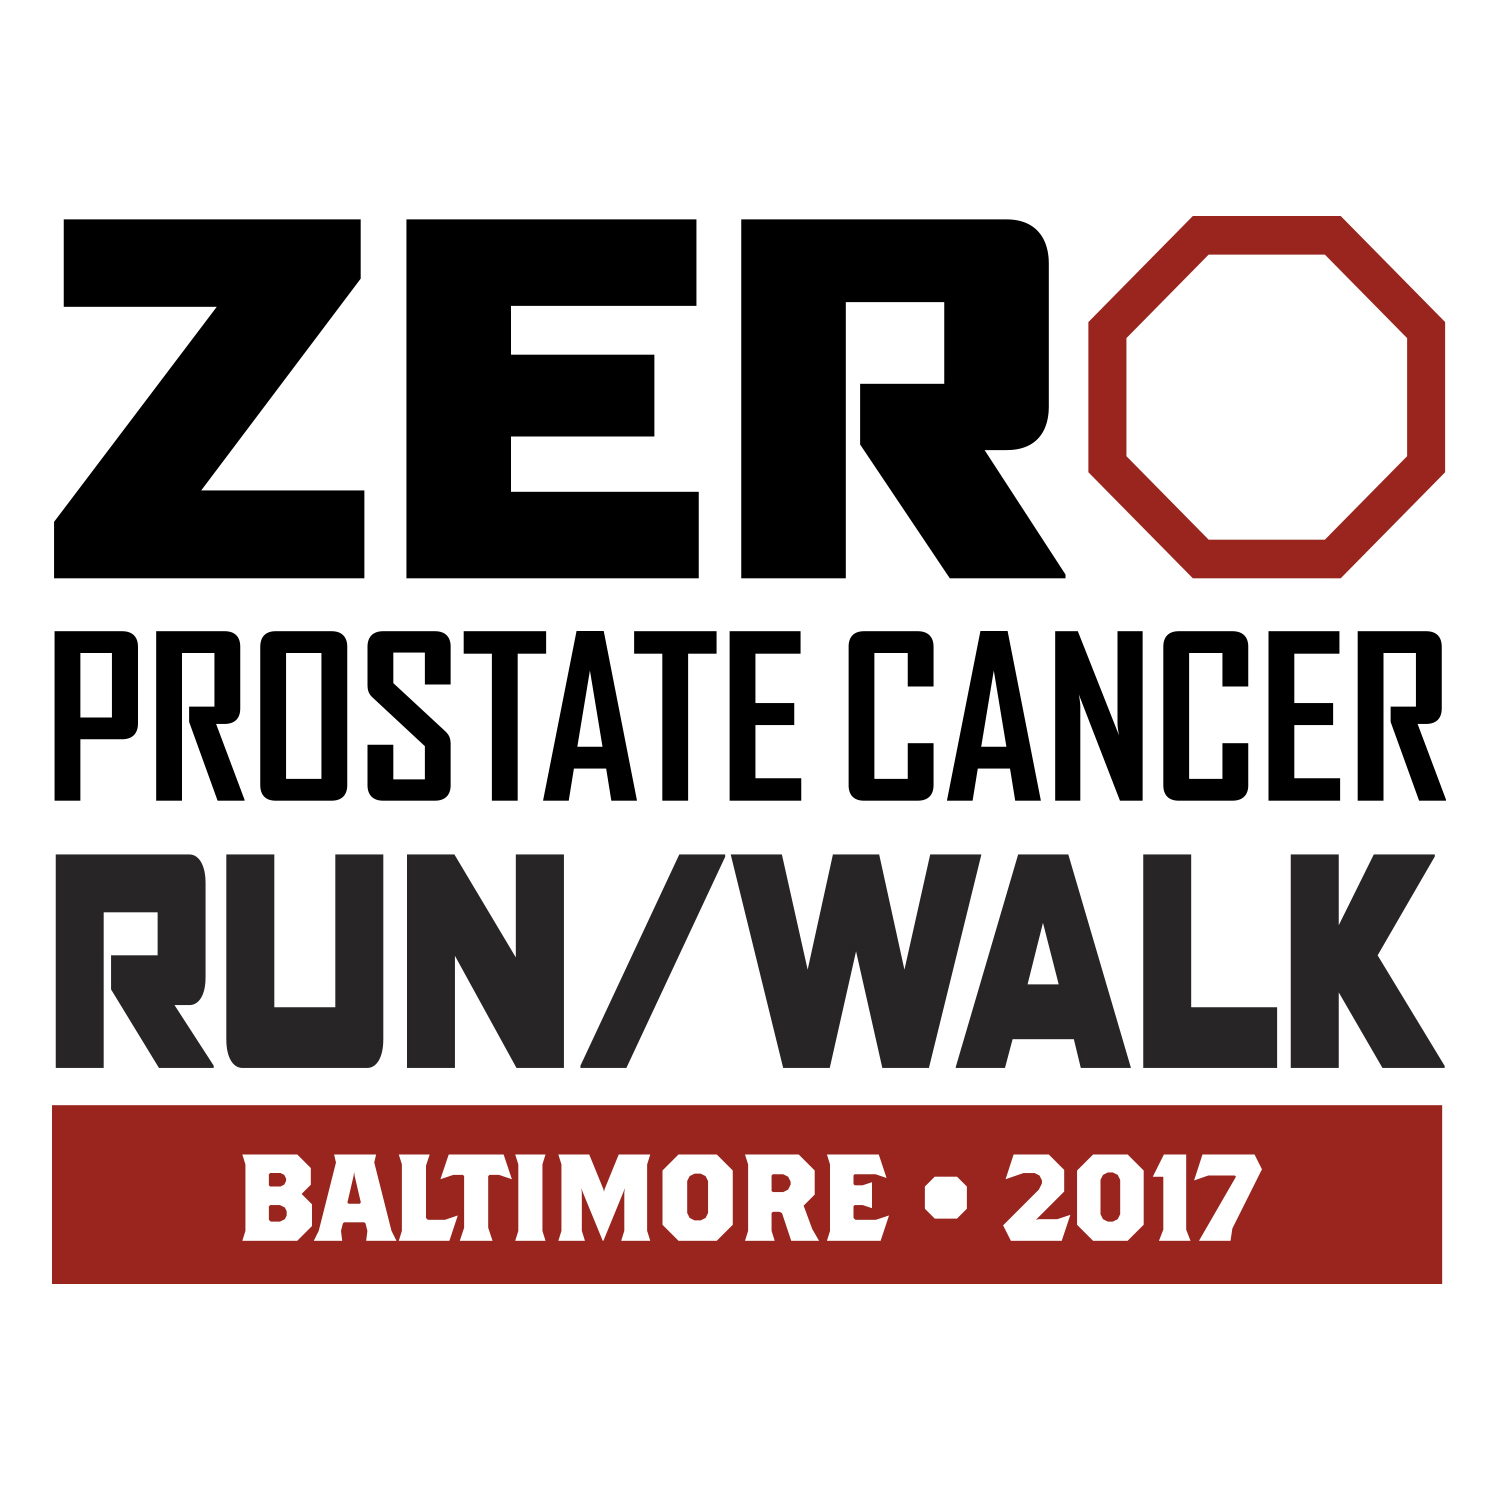 ZERO
PROSTATE CANCER
RUN/WALK
BALTIMORE • 2017